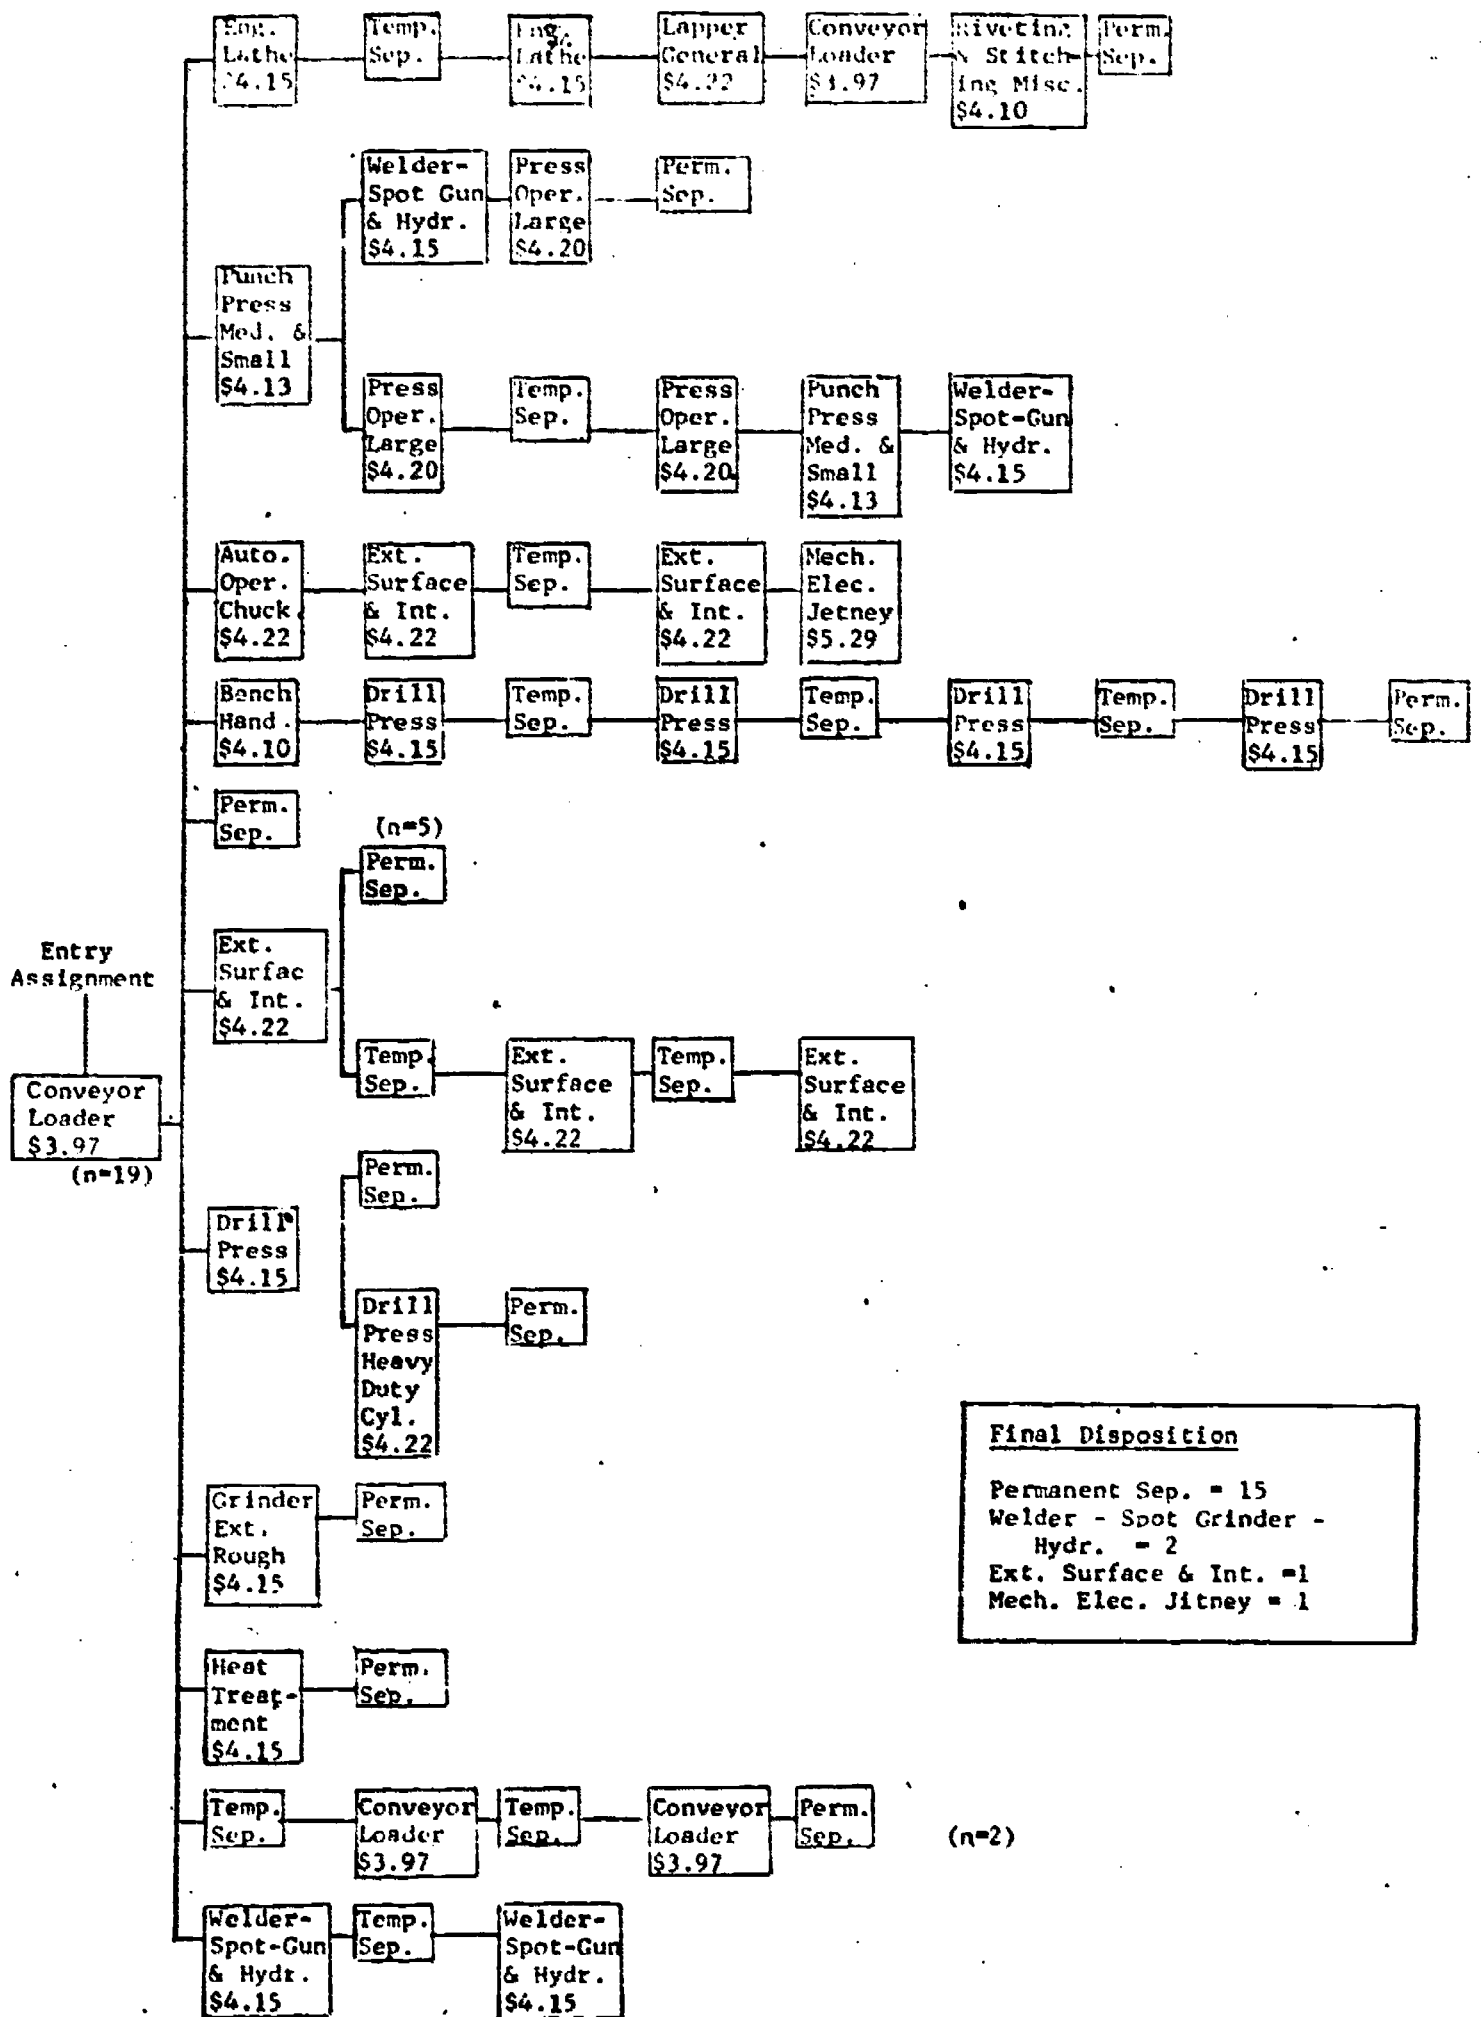 Eng.
Lathe
$4.15
Temp.
Sep.
Lathe
$4.15
Lapper
General
$4.22
Conveyor
Loader
$3.97
Riveting
& Stitch-
ing Misc.
$4.10
Perm.
Sep.
Welder-
Spot Gun
& Hydr.
$4.15
Press
Oper.
Large
$4.20
Perm.
Sep.
Punch
Press
Med. &
Small
$4.13
Press
Oper.
Large
$4.20
Temp.
Sep.
Press
Oper.
Large
$4.20
Punch
Press
Med. &
Small
$4.13
Welder-
Spot-Gun
& Hydr.
$4.15
Auto.
Oper.
Chuck
$4.22
Ext.
Surface
& Int.
$4.22
Temp.
Sep.
Ext.
Surface
& Int.
$4.22
Mech.
Elec.
Jetney
$5.29
Bench
Hand.
$4.10
Drill
Press
$4.15
Temp.
Sep.
Drill
Press
$4.15
Temp.
Sep.
Drill
Press
$4.15
Temp.
Sep.
Drill
Press
$4.15
Perm.
Sep.
Perm.
Sep.
(n=5)
Perm.
Sep.
Entry
Assignment
Conveyor
Loader
$3.97
(n=19)
Ext.
Surfac
& Int.
$4.22
Temp.
Sep.
Ext.
Surface
& Int.
$4.22
Temp.
Sep.
Ext.
Surface
& Int.
$4.22
Drill
Press
$4.15
Perm.
Sep.
Drill
Press
Heavy
Duty
Cyl.
$4.22
Perm.
Sep.
Grinder
Ext.
Rough
$4.15
Perm.
Sep.
Final Disposition
Permanent Sep. = 15
Welder - Spot Grinder -
Hydr. = 2
Ext. Surface & Int. =1
Mech. Elec. Jitney = 1
Heat
Treat-
ment
$4.15
Perm.
Sep.
Temp.
Sep.
Conveyor
Loader
$3.97
Temp.
Sep.
Conveyor
Loader
$3.97
Perm.
Sep.
(n=2)
Welder-
Spot-Gun
& Hydr.
$4.15
Temp.
Sep.
Welder-
Spot-Gun
& Hydr.
$4.15